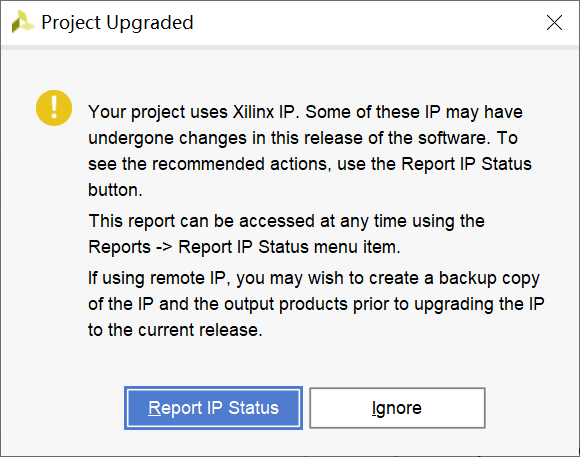 Project Upgraded
Your project uses Xilinx IP. Some of these IP may have
undergone changes in this release of the software. To
see the recommended actions, use the Report IP Status
button.
This report can be accessed at any time using the
Reports -> Report IP Status menu item.
If using remote IP, you may wish to create a backup copy
of the IP and the output products prior to upgrading the IP
to the current release.
Report IP Status
Ignore